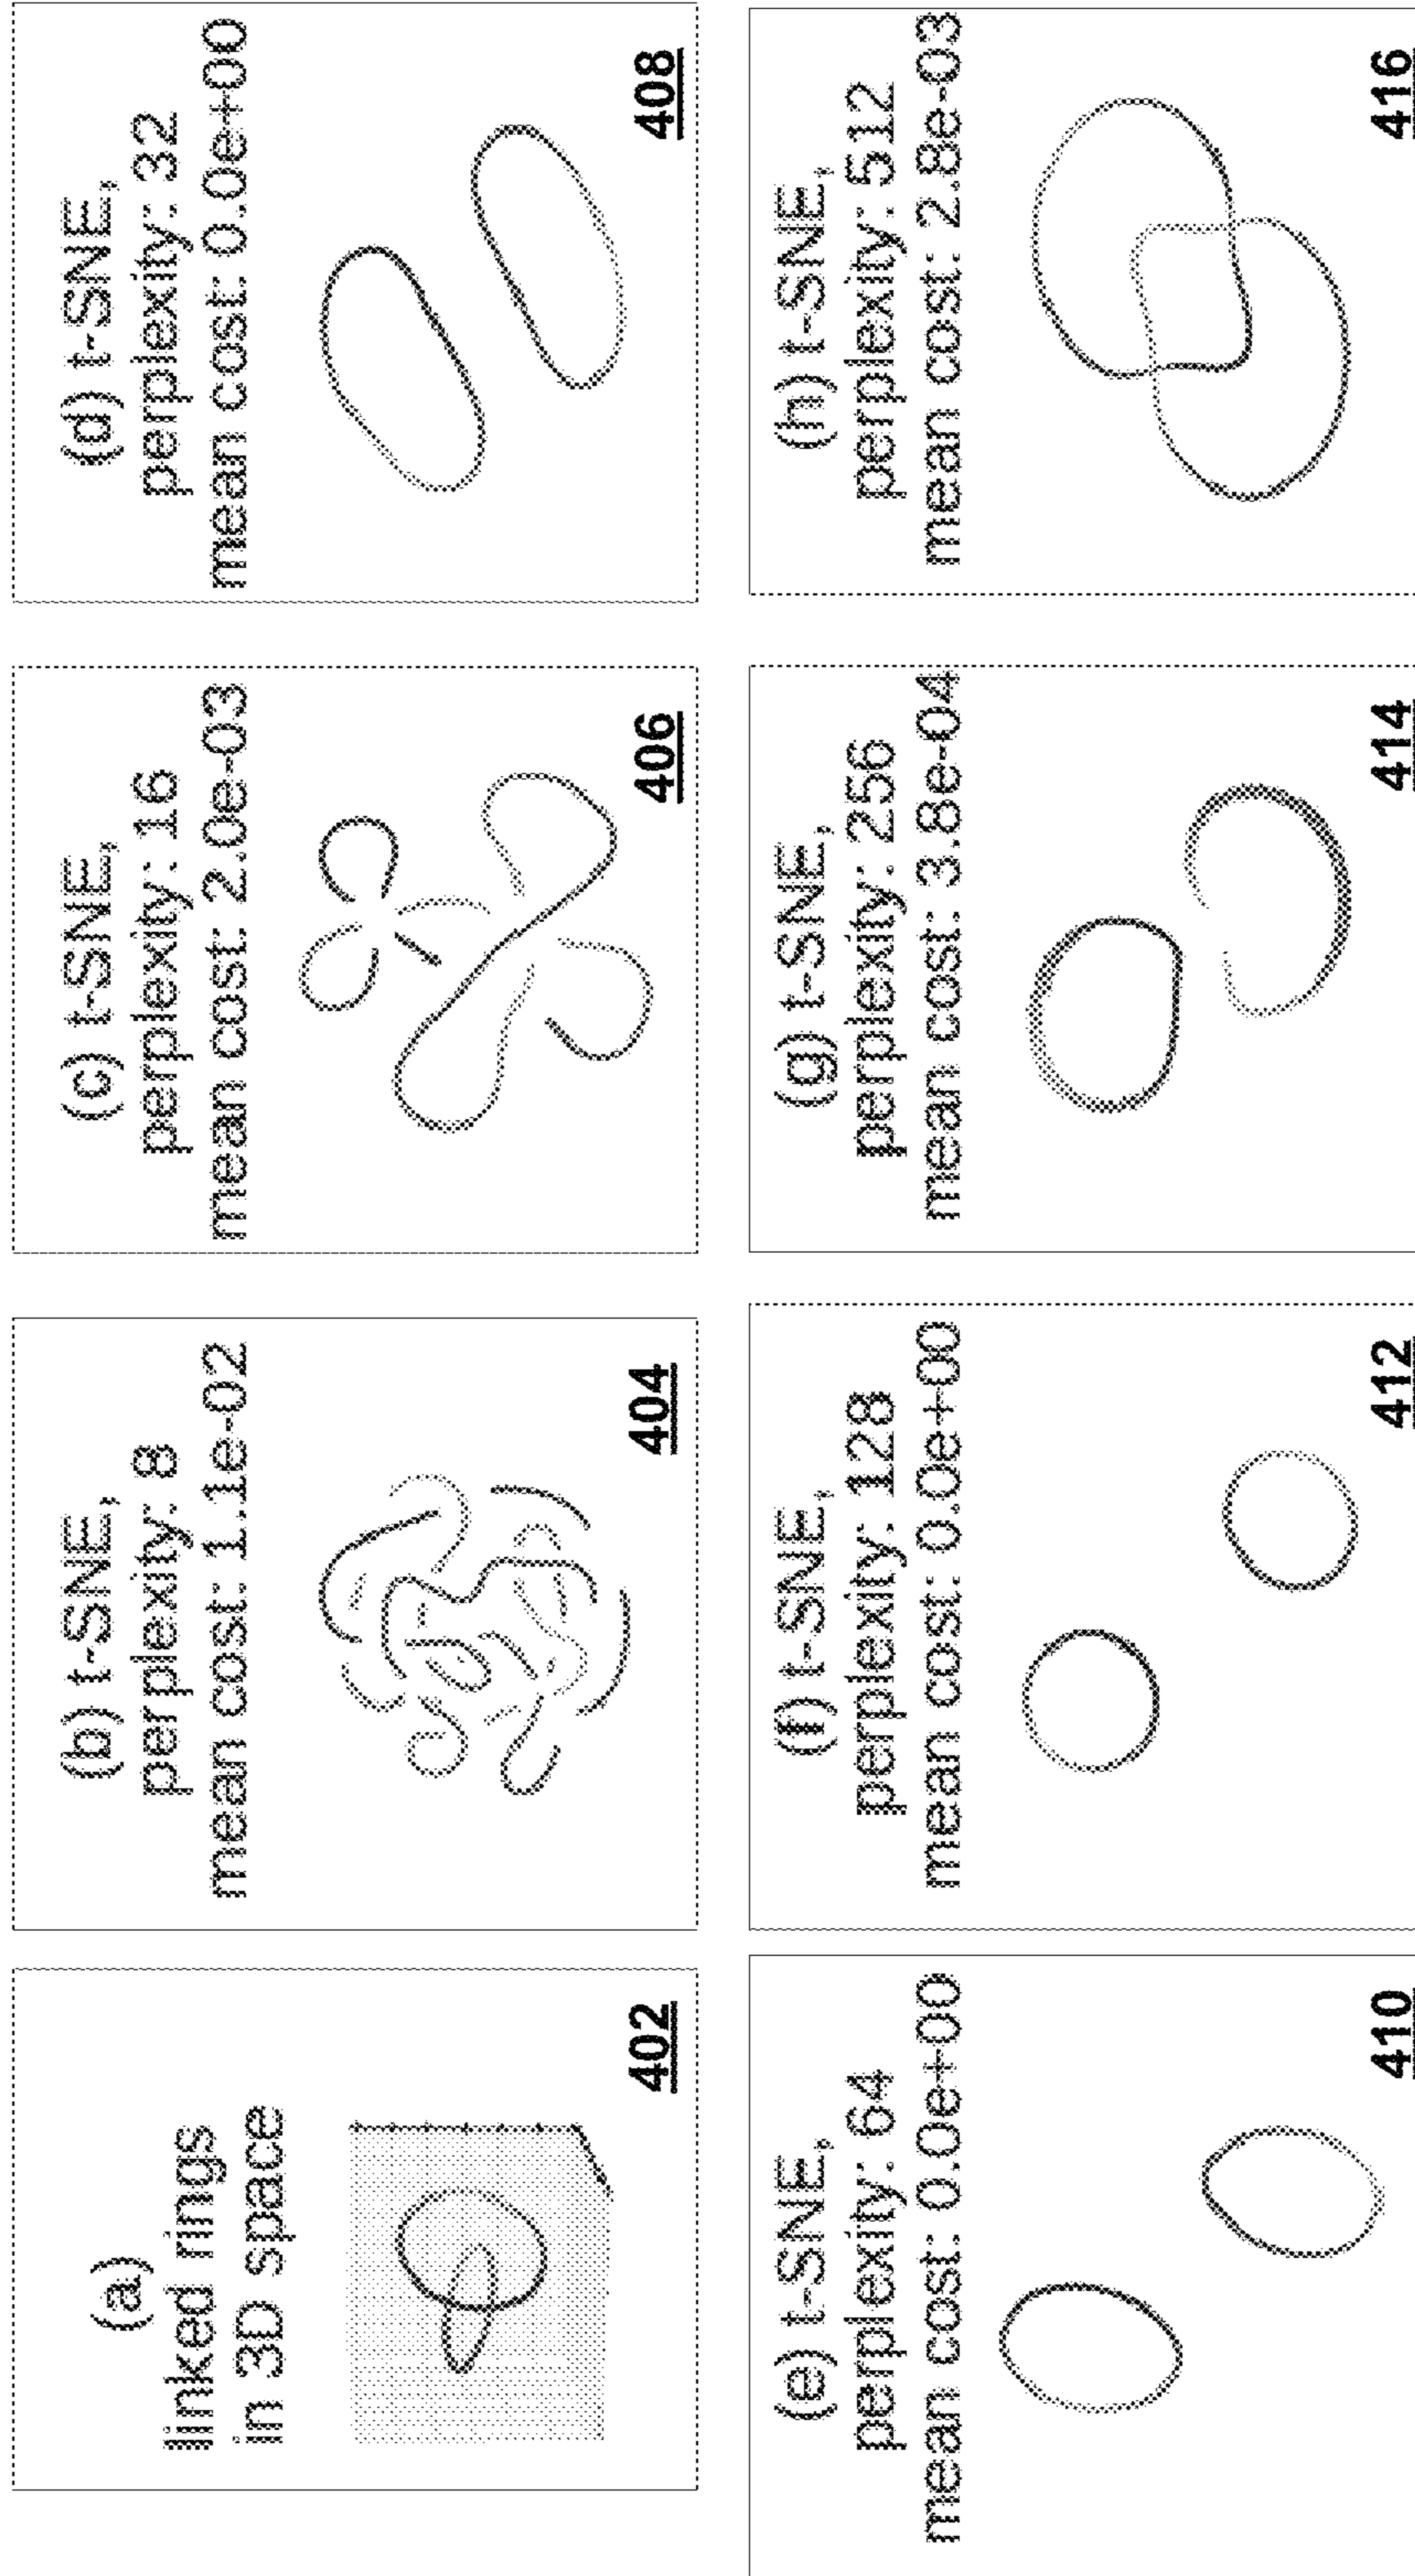 (a)
linked rings
in 3D space
402
(b) t-SNE,
perplexity: 8
mean cost: 1.1e-02
404
(c) t-SNE,
perplexity: 16
mean cost: 2.0e-03
406
(d) t-SNE,
perplexity: 32
mean cost: 0.0e+00
408
(e) t-SNE,
perplexity: 64
mean cost: 0.0e+00
410
(f) t-SNE,
perplexity: 128
mean cost: 0.0e+00
412
(g) t-SNE,
perplexity: 256
mean cost: 3.8e-04
414
(h) t-SNE,
perplexity: 512
mean cost: 2.8e-03
416